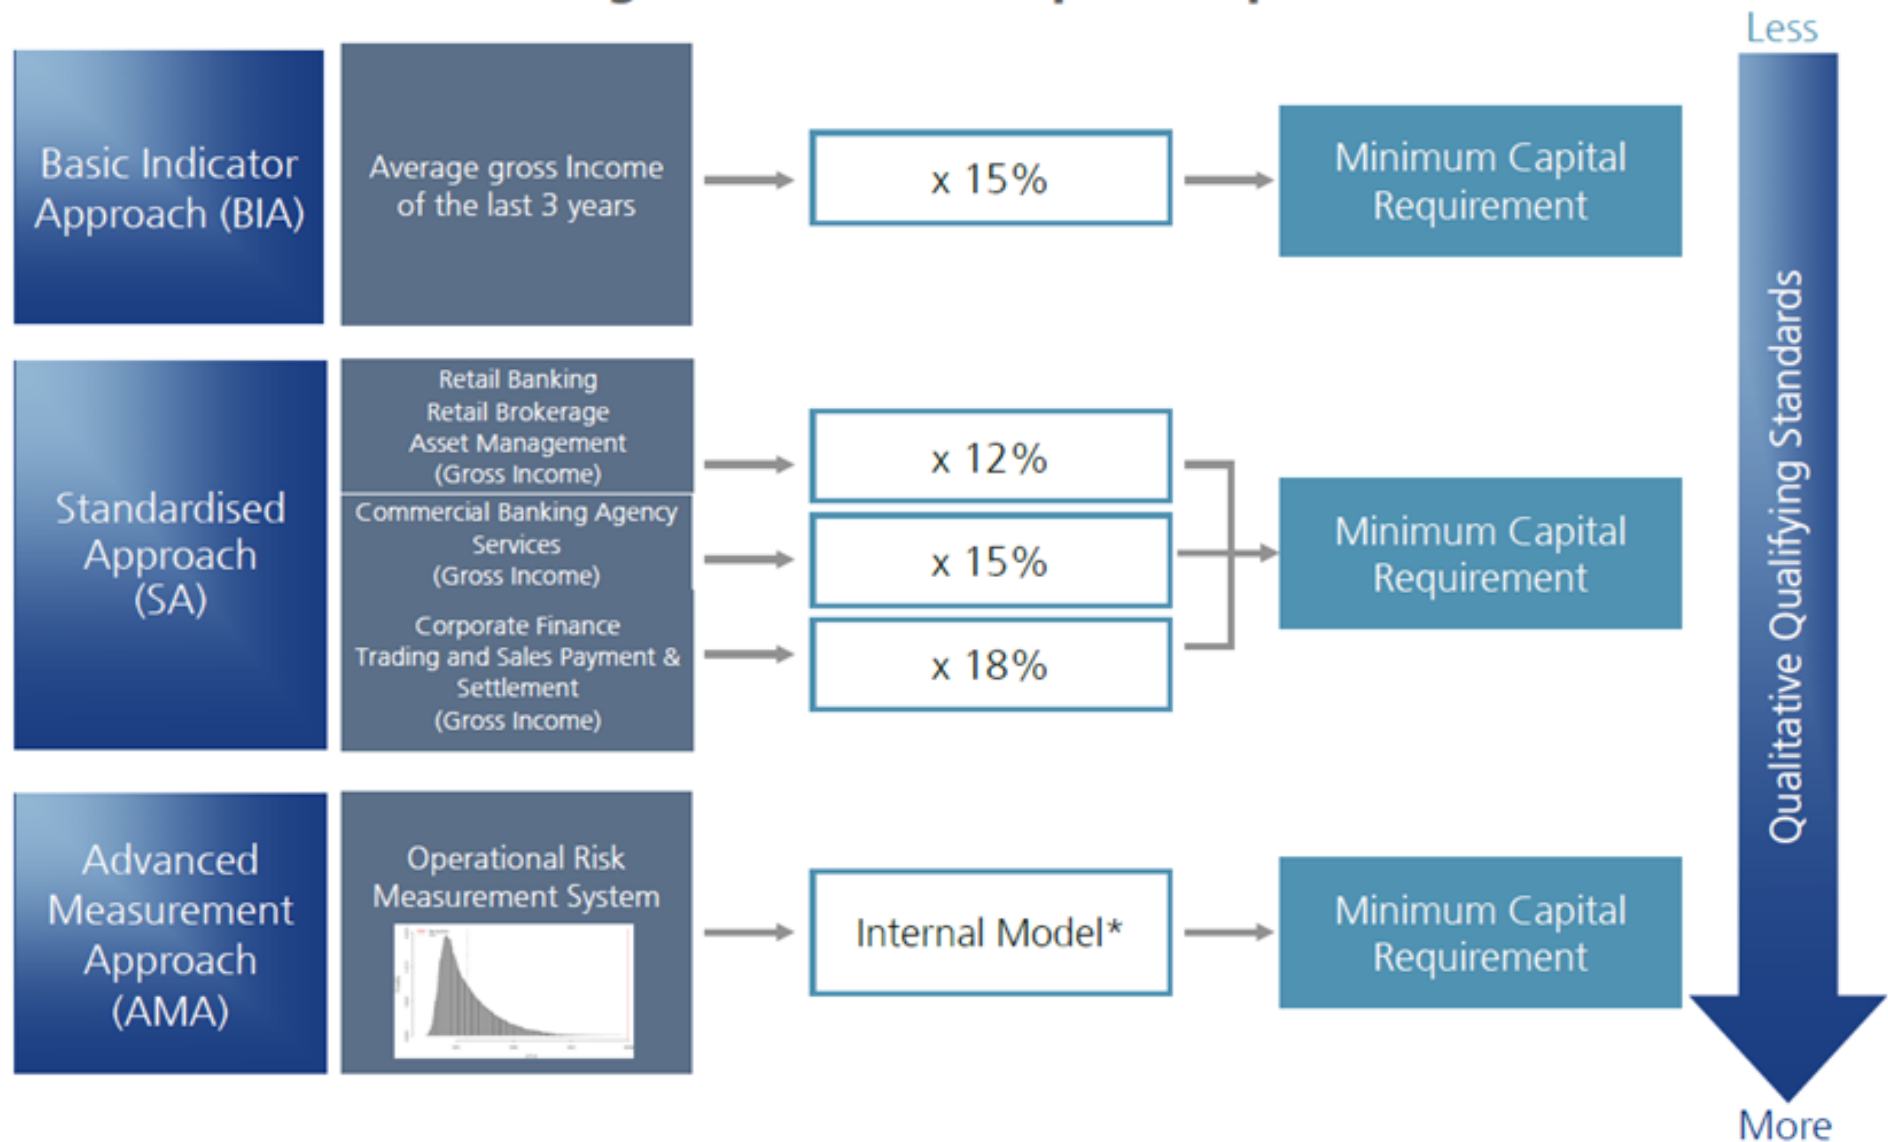 Less
Basic Indicator
Approach (BIA)
Average gross Income
of the last 3 years
x 15%
Minimum Capital
Requirement
Standardised
Approach
(SA)
Retail Banking
Retail Brokerage
Asset Management
(Gross Income)
Commercial Banking Agency
Services
(Gross Income)
Corporate Finance
Trading and Sales Payment &
Settlement
(Gross Income)
x 12%
x 15%
x 18%
Minimum Capital
Requirement
Advanced
Measurement
Approach
(AMA)
Operational Risk
Measurement System
Internal Model*
Minimum Capital
Requirement
Qualitative Qualifying Standards
More